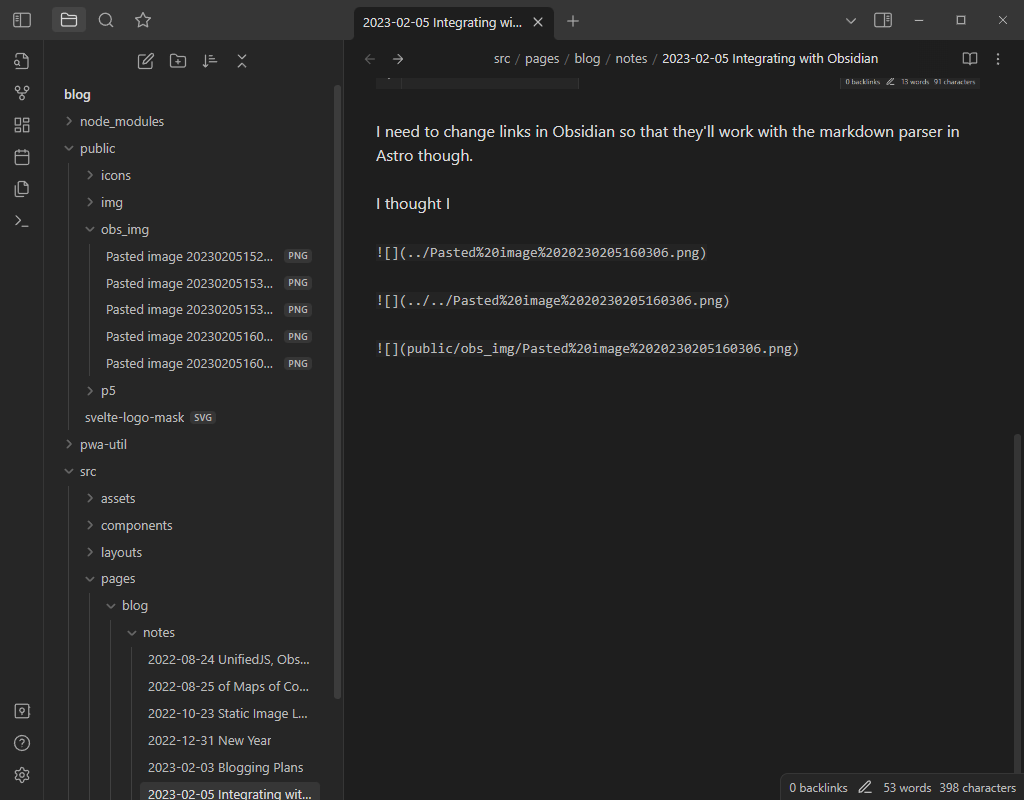 2023-02-05 Integrating wi...
blog
node_modules
public
icons
img
obs_img
Pasted image 20230205152... PNG
Pasted image 20230205153... PNG
Pasted image 20230205153... PNG
Pasted image 20230205160... PNG
Pasted image 20230205160... PNG
p5
svelte-logo-mask SVG
pwa-util
src
assets
components
layouts
pages
blog
notes
2022-08-24 UnifiedJS, Obs...
2022-08-25 of Maps of Co...
2022-10-23 Static Image L...
2022-12-31 New Year
2023-02-03 Blogging Plans
2023-02-05 Integrating wit...
src / pages / blog / notes / 2023-02-05 Integrating with Obsidian
0 backlinks 13 words 91 characters
I need to change links in Obsidian so that they'll work with the markdown parser in
Astro though.
I thought I
![](../Pasted%20image%2020230205160306.png)
![](../../Pasted%20image%2020230205160306.png)
![](public/obs_img/Pasted%20image%2020230205160306.png)
0 backlinks 53 words 398 characters